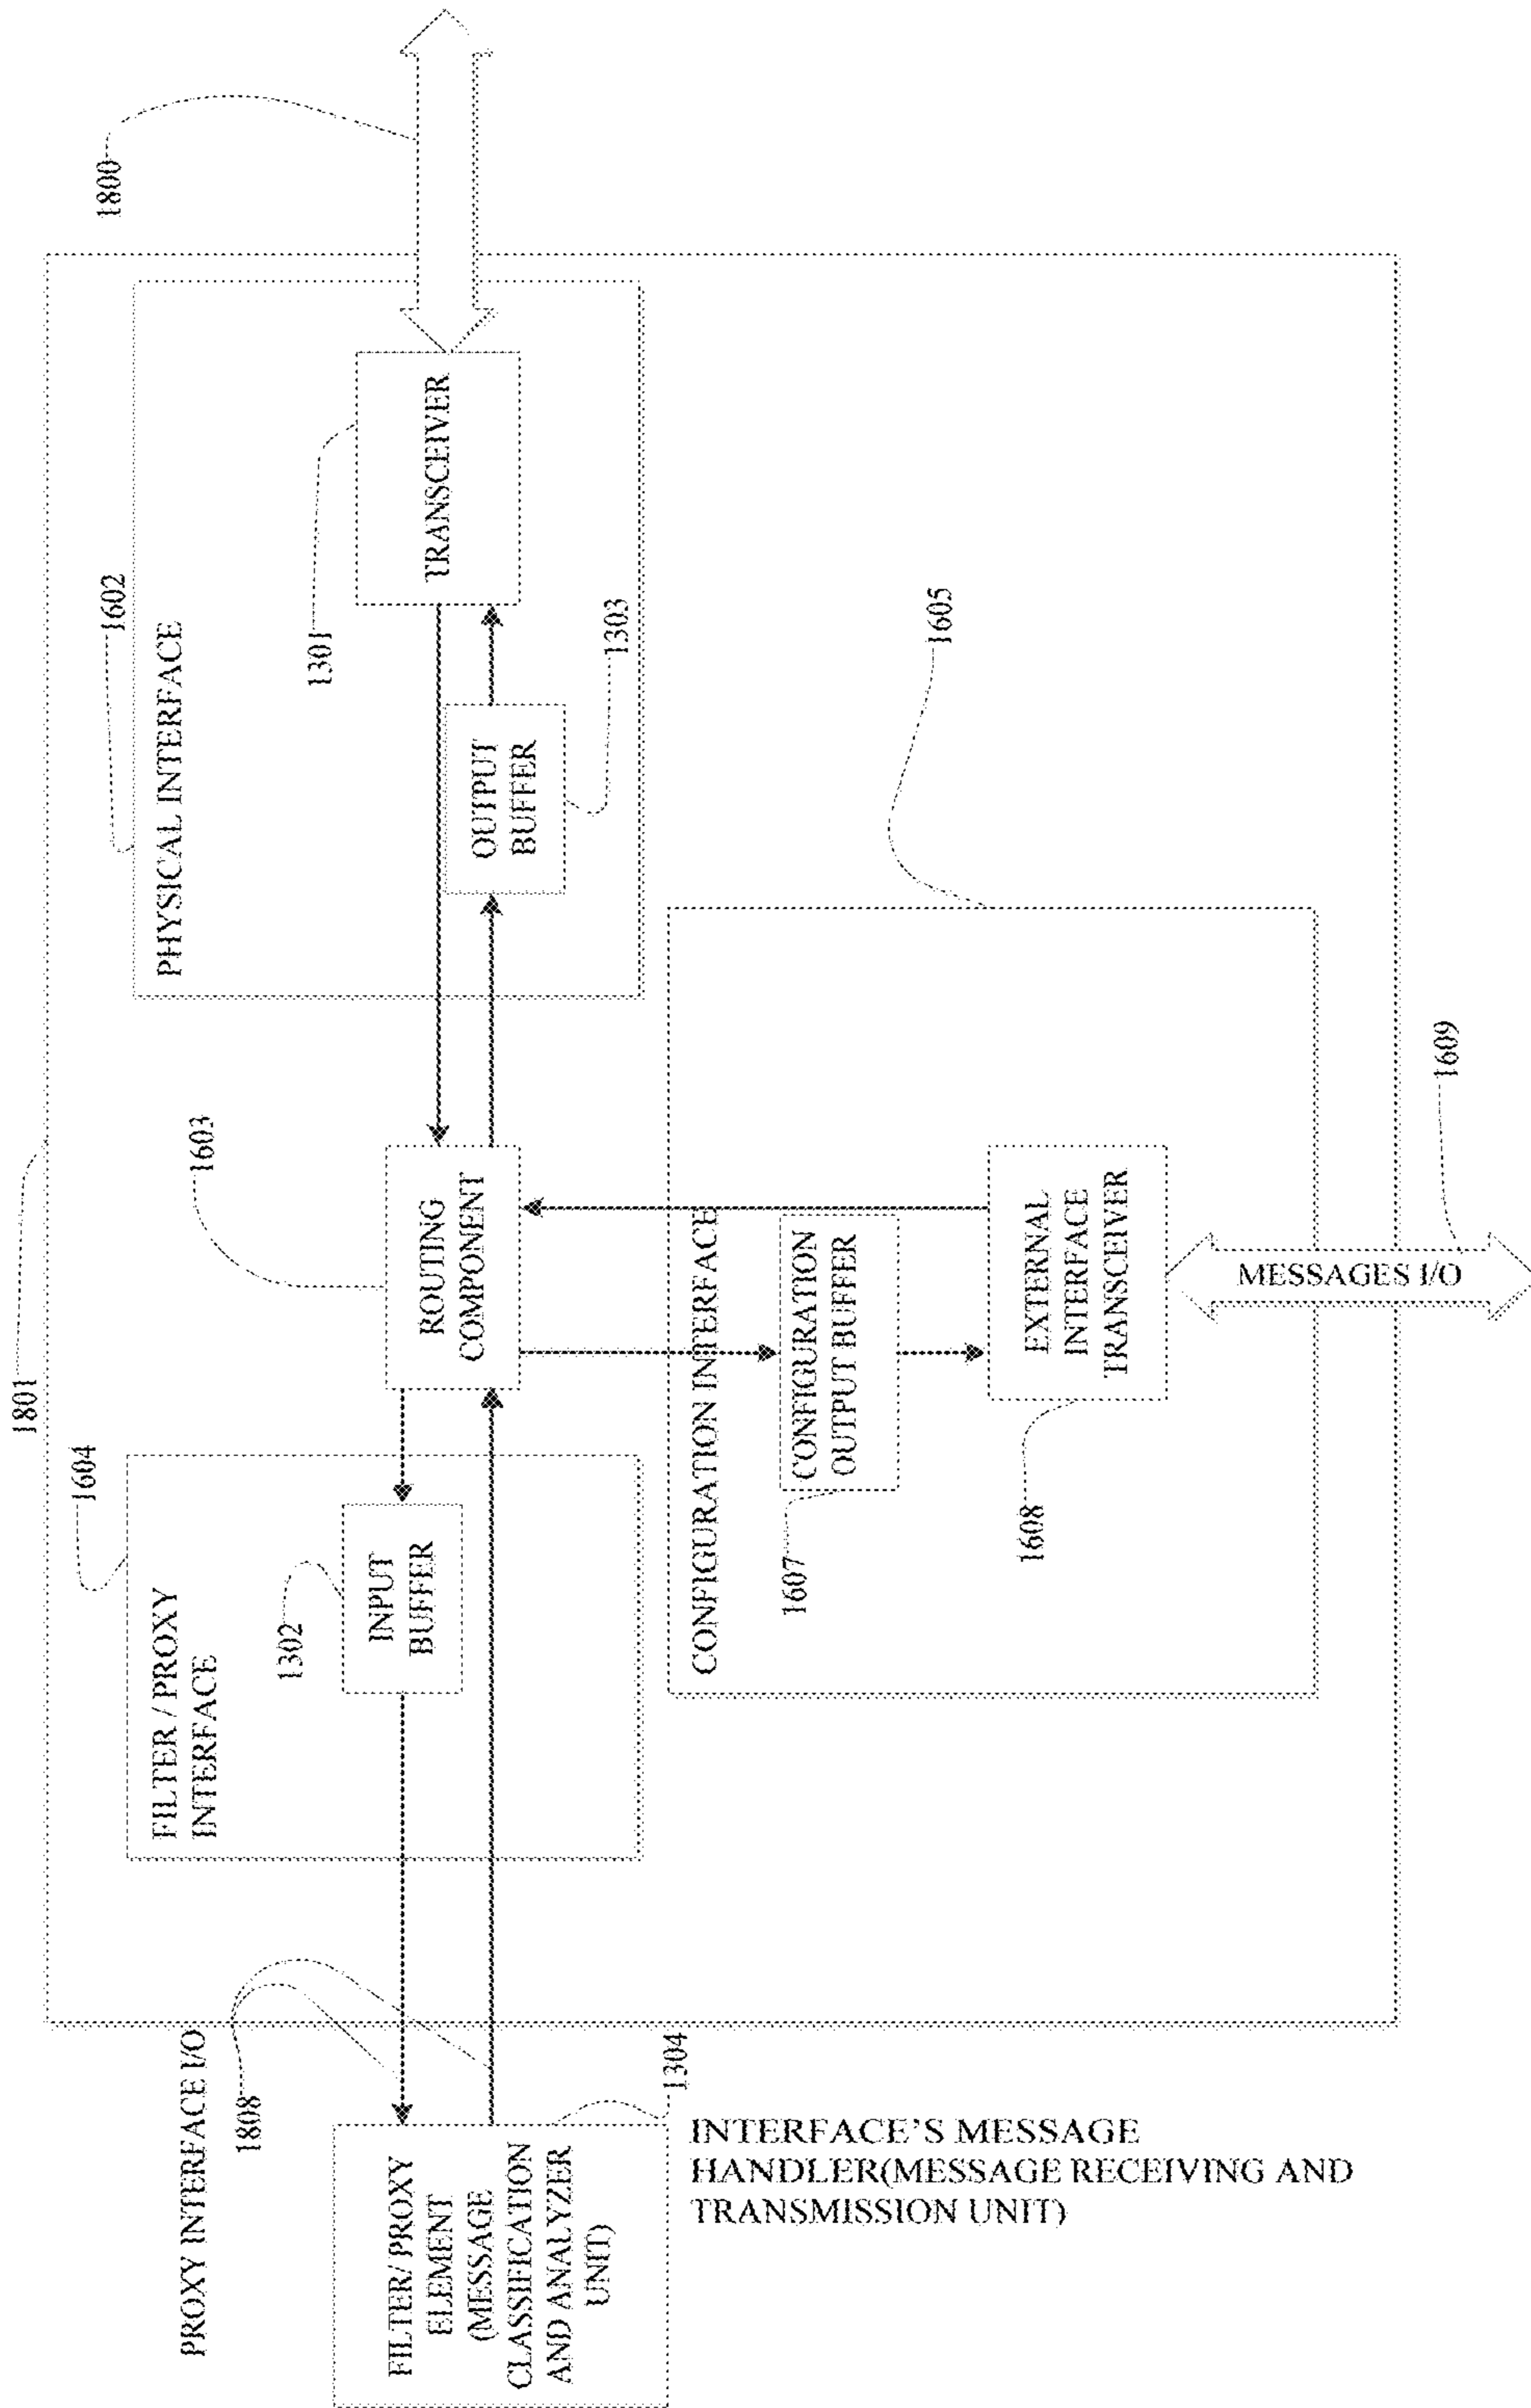 1801
1800
1602
PHYSICAL INTERFACE
1301
TRANSCEIVER
OUTPUT
BUFFER
1303
1603
ROUTING
COMPONENT
1604
FILTER / PROXY
INTERFACE
1302
INPUT
BUFFER
1605
CONFIGURATION INTERFACE
CONFIGURATION
OUTPUT BUFFER
1607
EXTERNAL
INTERFACE
TRANSCEIVER
1608
MESSAGES I/O
1609
PROXY INTERFACE I/O
1808
FILTER/ PROXY
ELEMENT
(MESSAGE
CLASSIFICATION
AND ANALYZER
UNIT)
1304
INTERFACE'S MESSAGE
HANDLER(MESSAGE RECEIVING AND
TRANSMISSION UNIT)